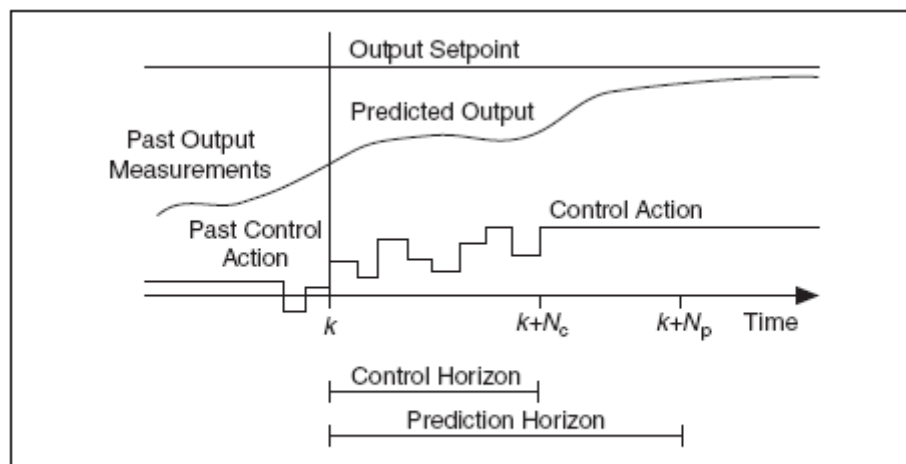 Output Setpoint
Predicted Output
Past Output
Measurements
Past Control
Action
Control Action
k
k+Nc
k+Np
Time
Control Horizon
Prediction Horizon